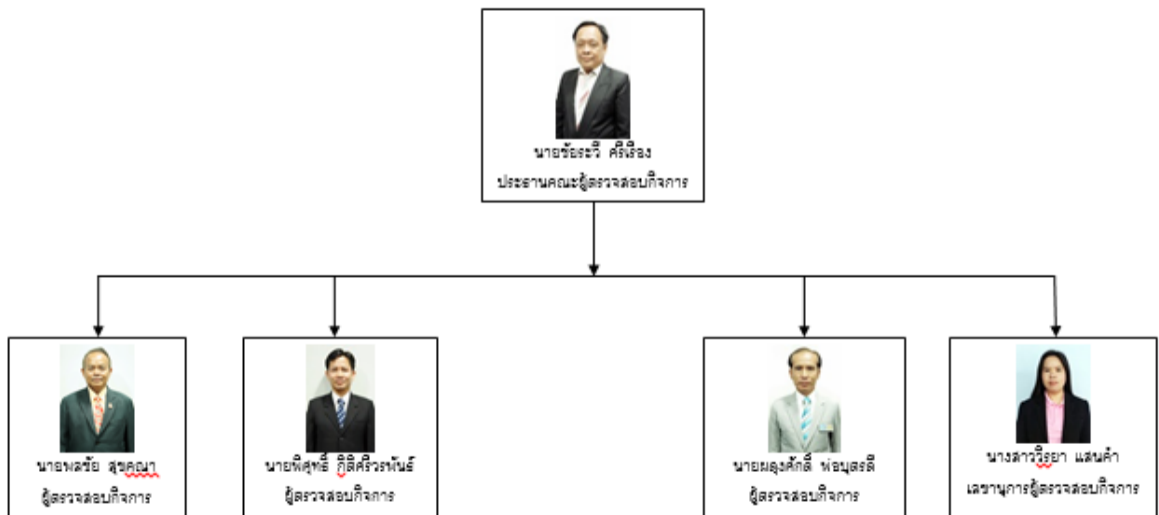 นายชัยระวี ศรีเรือง
ประธานคณะผู้ตรวจสอบกิจการ
นายพลชัย สุขคุณา
ผู้ตรวจสอบกิจการ
นายพิศุทธิ์ กิติศรีวรพันธ์
ผู้ตรวจสอบกิจการ
นายผดุงศักดิ์ พ่อบุตรดี
ผู้ตรวจสอบกิจการ
นางสาววิริยา แสนคำ
เลขานุการผู้ตรวจสอบกิจการ